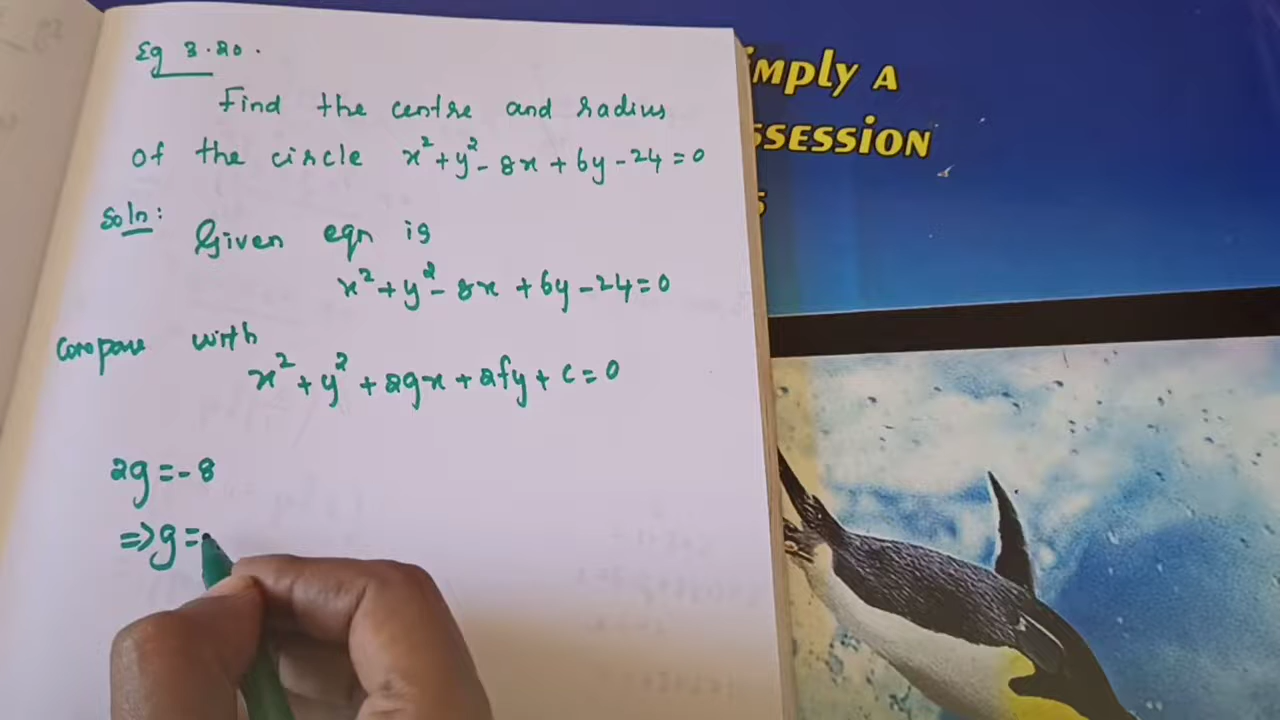 Eg 3.20.
Find the centre and radius
of the circle x²+y²-8x+6y-24=0
Soln:
Given eqn is
x²+y²-8x+6y-24=0
Compare with
x²+y²+2gx+2fy+c=0
2g=-8
⇒g=
IMPLY A
SSESSION